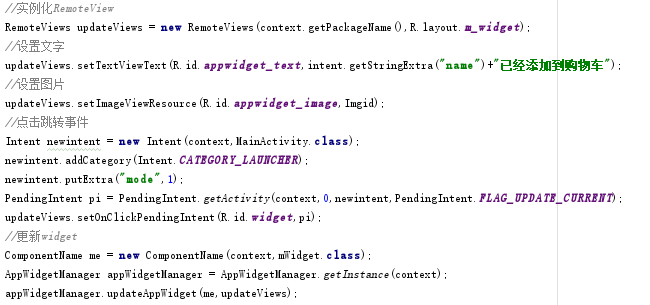 //实例化RemoteView
RemoteViews updateViews = new RemoteViews(context.getPackageName(),R.layout.m_widget);
//设置文字
updateViews.setTextViewText(R.id.appwidget_text,intent.getStringExtra("name")+"已经添加到购物车");
//设置图片
updateViews.setImageViewResource(R.id.appwidget_image,Imgid);
//点击跳转事件
Intent newintent = new Intent(context,MainActivity.class);
newintent.addCategory(Intent.CATEGORY_LAUNCHER);
newintent.putExtra("mode",1);
PendingIntent pi = PendingIntent.getActivity(context,0,newintent,PendingIntent.FLAG_UPDATE_CURRENT);
updateViews.setOnClickPendingIntent(R.id.widget,pi);
//更新widget
ComponentName me = new ComponentName(context,mWidget.class);
AppWidgetManager appWidgetManager = AppWidgetManager.getInstance(context);
appWidgetManager.updateAppWidget(me,updateViews);